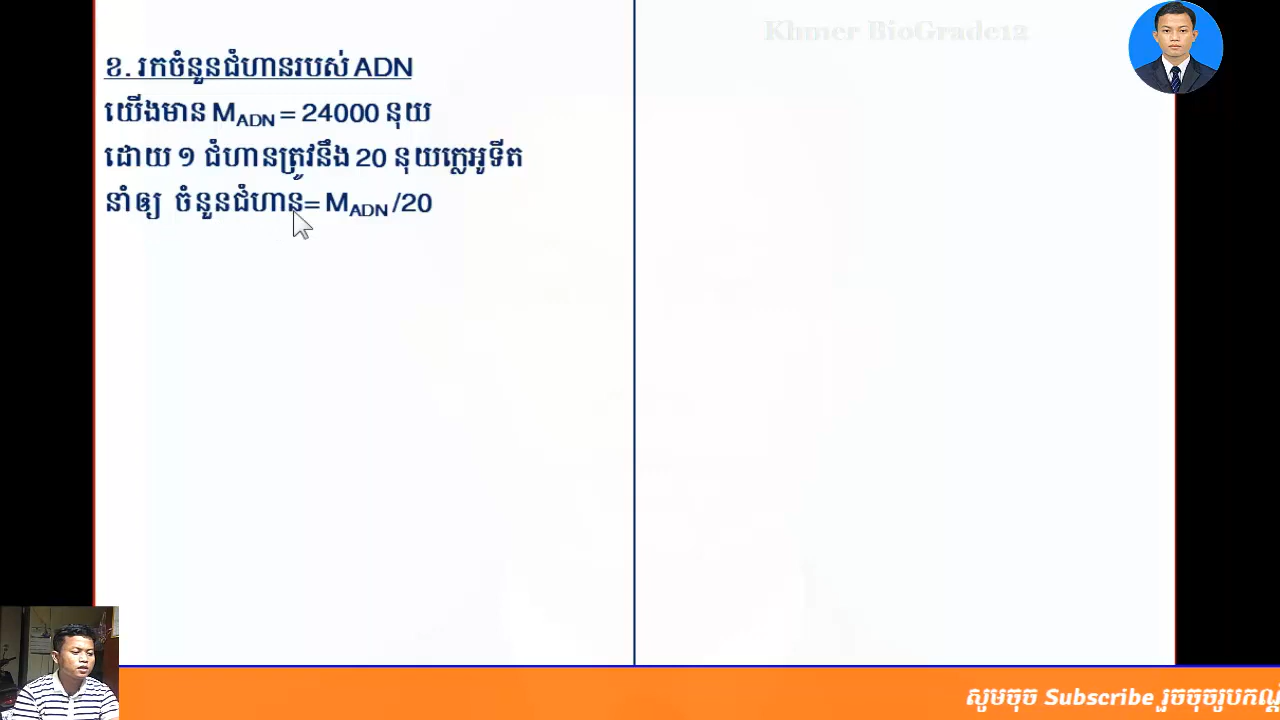 Khmer BioGrade12
ខ. រកចំនួនជំហានរបស់ ADN
យើងមាន MADN = 24000 នុយ
ដោយ ១ ជំហានត្រូវនឹង 20 នុយក្លេអូទីត
នាំឲ្យ ចំនួនជំហាន= MADN /20
សូមចុច Subscribe រួចចុចរូបកណ្ដឹ